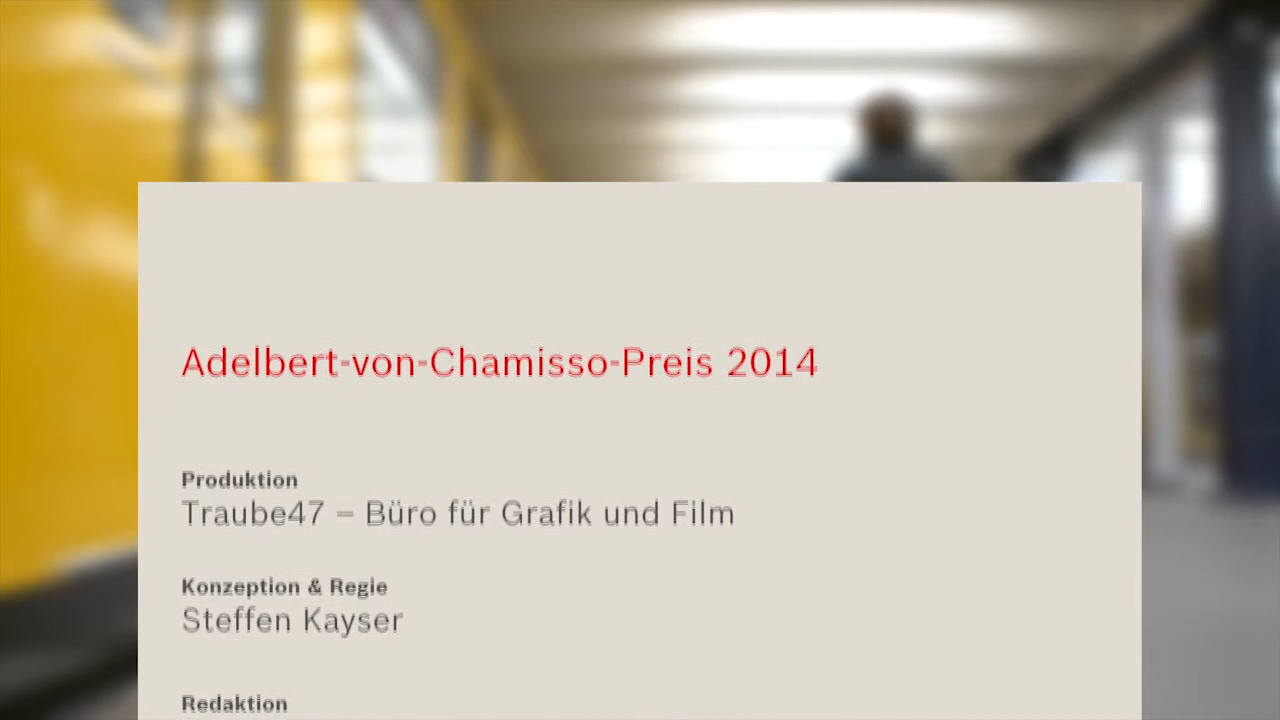 Adelbert-von-Chamisso-Preis 2014
Produktion
Traube47 – Büro für Grafik und Film
Konzeption & Regie
Steffen Kayser
Redaktion